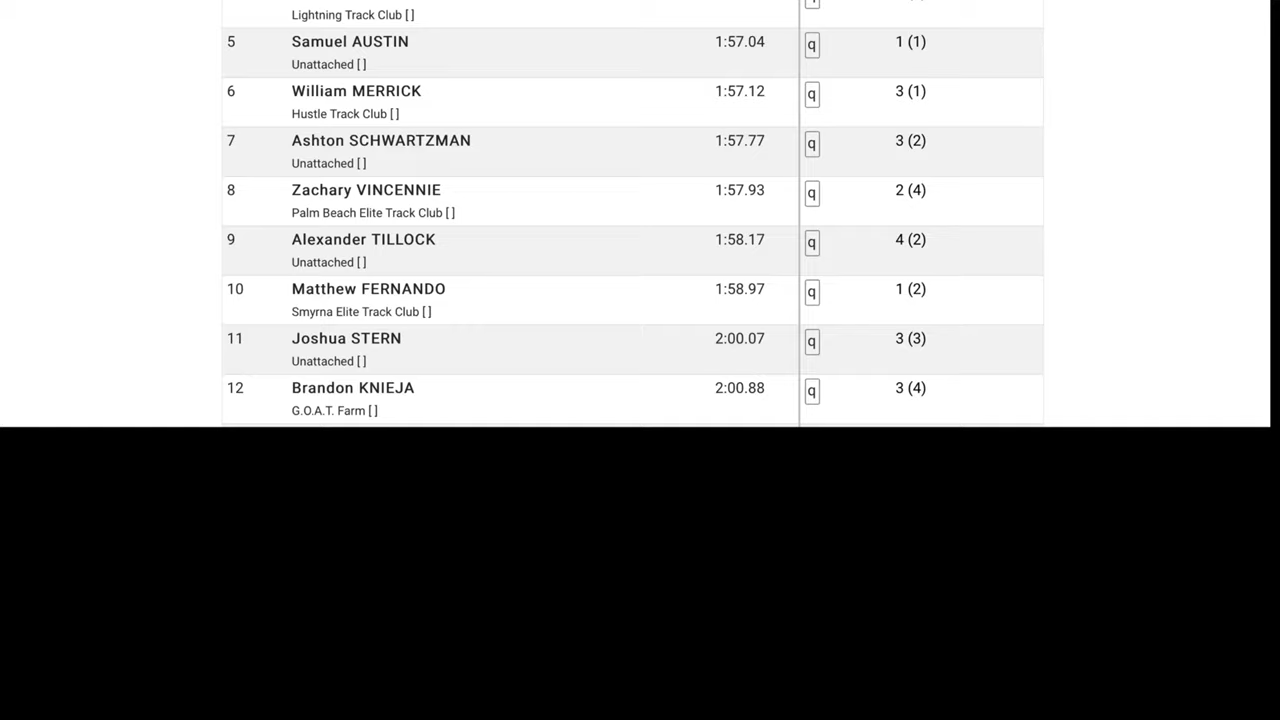 Lightning Track Club [ ]
5 Samuel AUSTIN 1:57.04 q 1 (1)
Unattached [ ]
6 William MERRICK 1:57.12 q 3 (1)
Hustle Track Club [ ]
7 Ashton SCHWARTZMAN 1:57.77 q 3 (2)
Unattached [ ]
8 Zachary VINCENNIE 1:57.93 q 2 (4)
Palm Beach Elite Track Club [ ]
9 Alexander TILLOCK 1:58.17 q 4 (2)
Unattached [ ]
10 Matthew FERNANDO 1:58.97 q 1 (2)
Smyrna Elite Track Club [ ]
11 Joshua STERN 2:00.07 q 3 (3)
Unattached [ ]
12 Brandon KNIEJA 2:00.88 q 3 (4)
G.O.A.T. Farm [ ]